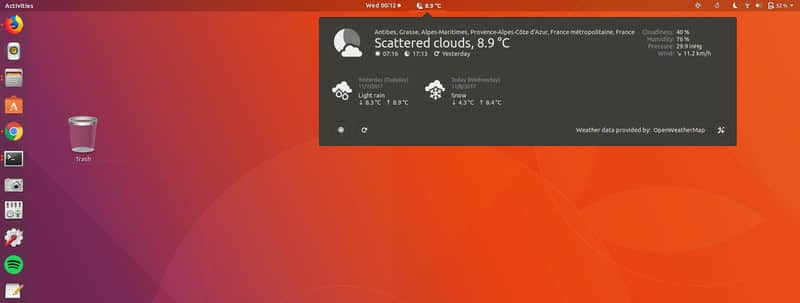 Activities
Wed 00:12
8.9 °C
52 %
Antibes, Grasse, Alpes-Maritimes, Provence-Alpes-Côte d'Azur, France métropolitaine, France
Scattered clouds, 8.9 °C
07:16 17:13 Yesterday
Cloudiness: 40 %
Humidity: 76 %
Pressure: 29.9 inHg
Wind: ↘ 11.2 km/h
Yesterday (Tuesday)
11/7/2017
Light rain
↓ 8.3 °C ↑ 8.9 °C
Today (Wednesday)
11/8/2017
Snow
↓ 4.3 °C ↑ 8.4 °C
Weather data provided by: OpenWeatherMap
Trash